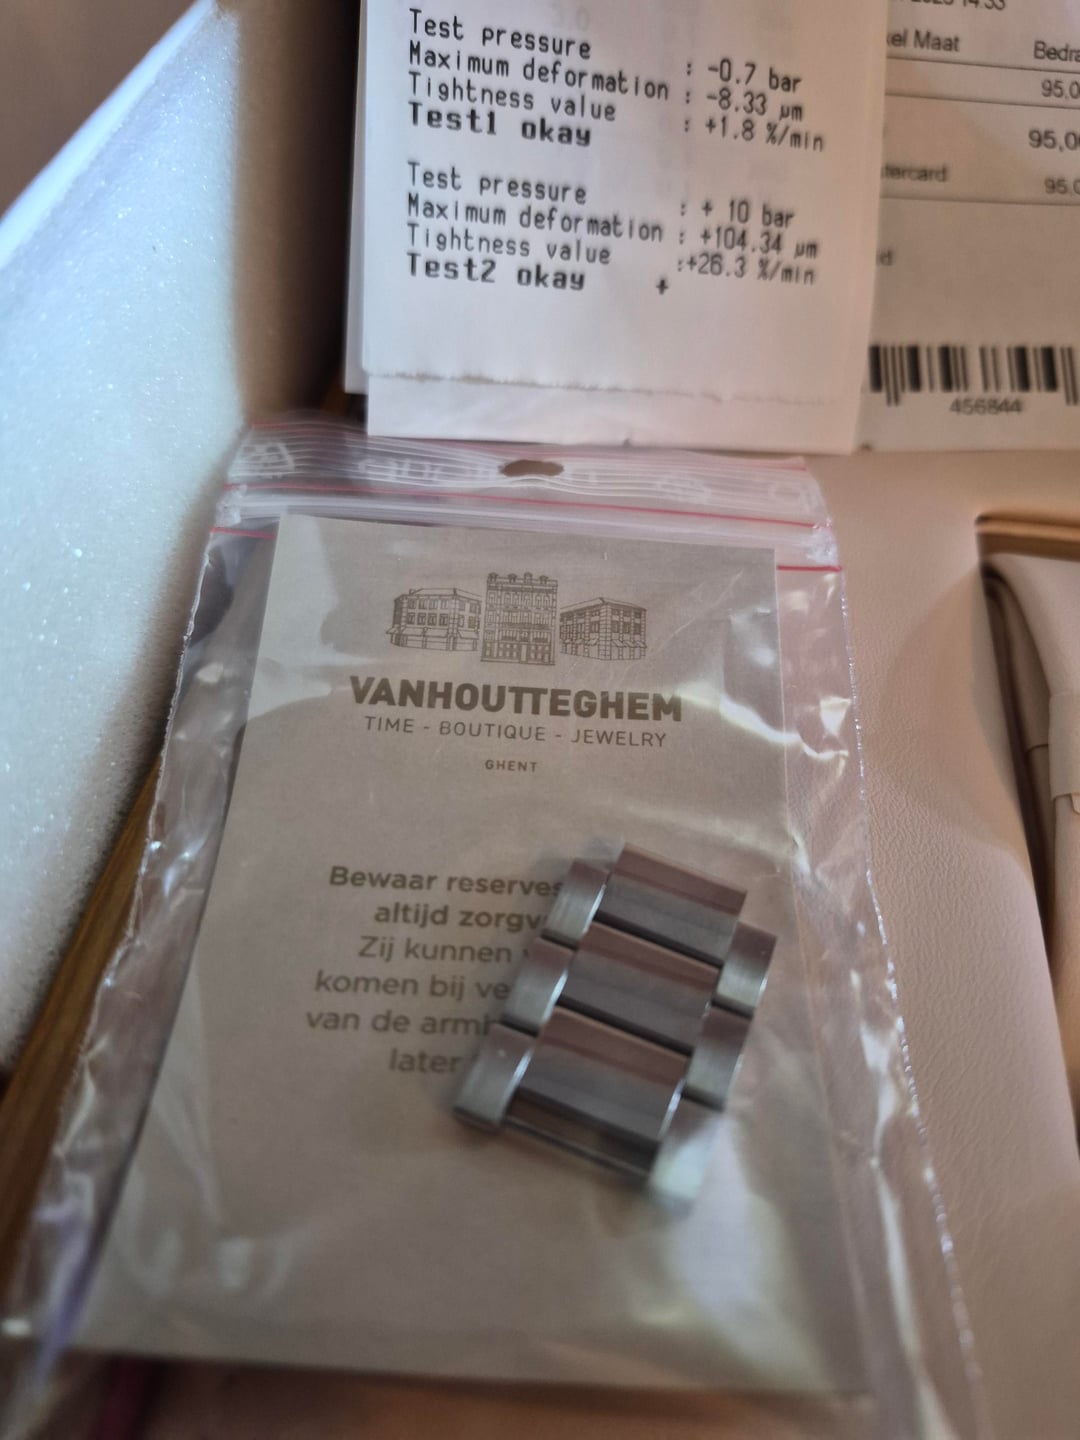 Test pressure : -0.7 bar
Maximum deformation : -8.33 µm
Tightness value : +1.8 %/min
Test1 okay
Test pressure : + 10 bar
Maximum deformation : +104.34 µm
Tightness value :+26.3 %/min
Test2 okay +
14:33
Maat
95,0
95,0
95,0
456844
VANHOUTTEGHEM
TIME - BOUTIQUE - JEWELRY
GHENT
Bewaar reserves
altijd zorgv
Zij kunnen
komen bij ve
van de arm
later